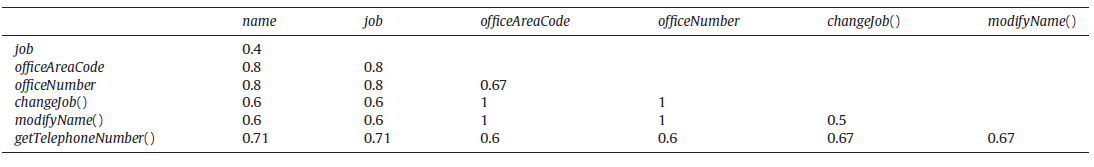 name job officeAreaCode officeNumber changeJob() modifyName()
job 0.4
officeAreaCode 0.8 0.8
officeNumber 0.8 0.8 0.67
changeJob() 0.6 0.6 1 1
modifyName() 0.6 0.6 1 1 0.5
getTelephoneNumber() 0.71 0.71 0.6 0.6 0.67 0.67